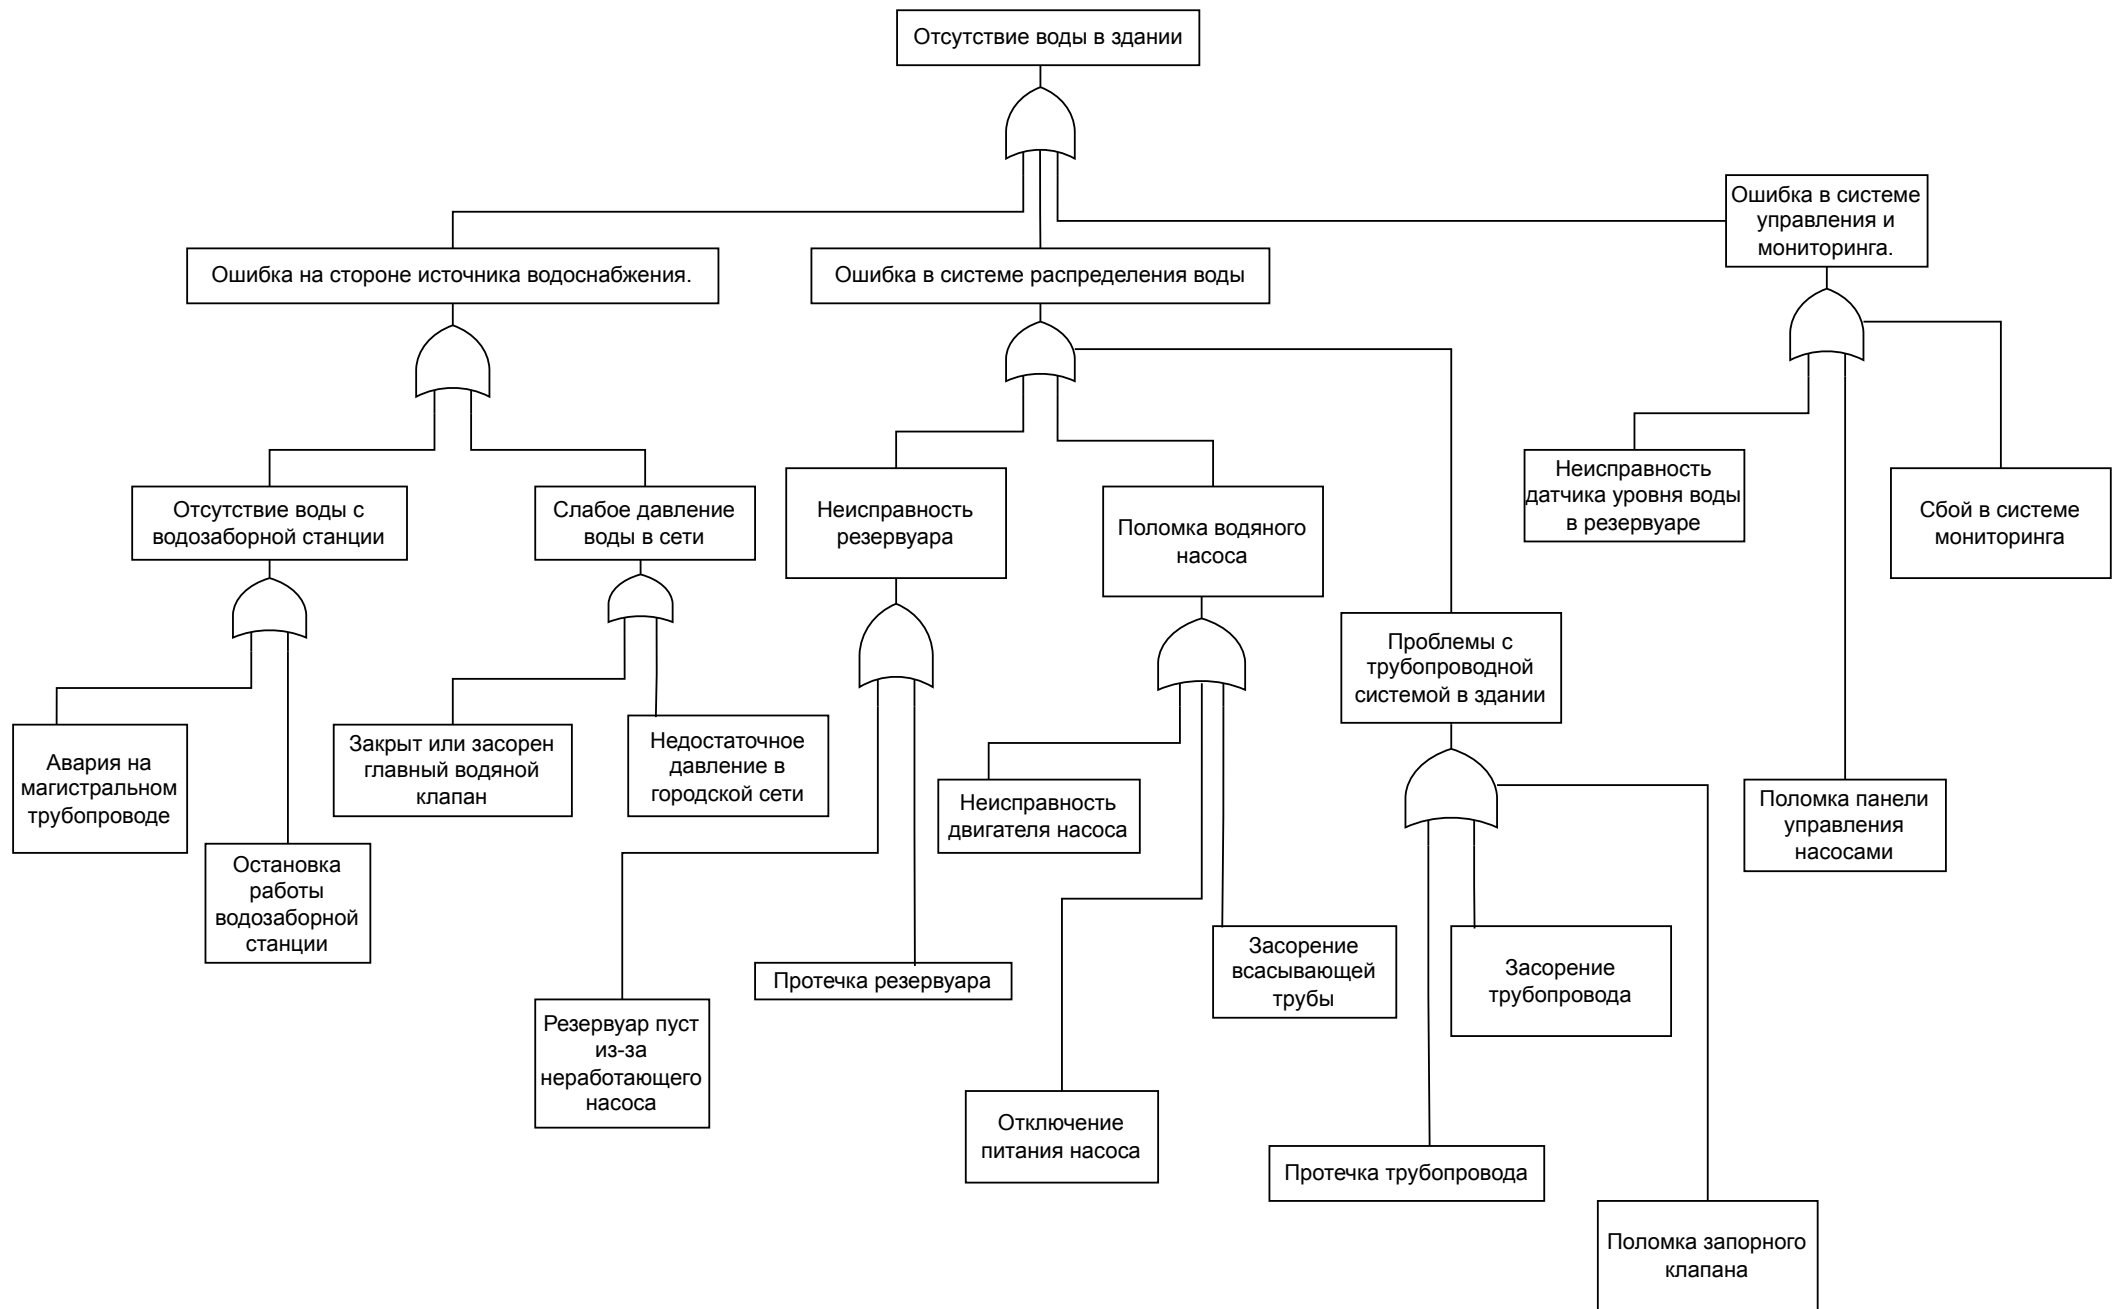 Отсутствие воды в здании
Ошибка в системе
управления и
мониторинга.
Ошибка на стороне источника водоснабжения.
Ошибка в системе распределения воды
Отсутствие воды с
водозаборной станции
Слабое давление
воды в сети
Неисправность
резервуара
Поломка водяного
насоса
Неисправность
датчика уровня воды
в резервуаре
Сбой в системе
мониторинга
Проблемы с
трубопроводной
системой в здании
Авария на
магистральном
трубопроводе
Остановка
работы
водозаборной
станции
Закрыт или засорен
главный водяной
клапан
Недостаточное
давление в
городской сети
Неисправность
двигателя насоса
Поломка панели
управления
насосами
Резервуар пуст
из-за
неработающего
насоса
Протечка резервуара
Засорение
всасывающей
трубы
Засорение
трубопровода
Отключение
питания насоса
Протечка трубопровода
Поломка запорного
клапана